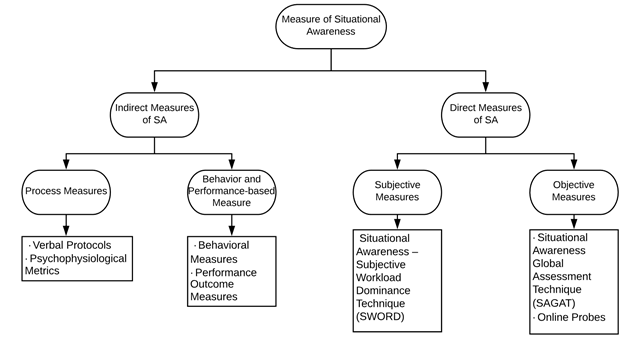 Measure of Situational
Awareness
Indirect Measures
of SA
Direct Measures
of SA
Process Measures
Behavior and
Performance-based
Measure
Subjective
Measures
Objective
Measures
· Verbal Protocols
· Psychophysiological
Metrics
· Behavioral
Measures
· Performance
Outcome
Measures
Situational
Awareness –
Subjective
Workload
Dominance
Technique
(SWORD)
· Situational
Awareness
Global
Assessment
Technique
(SAGAT)
· Online Probes